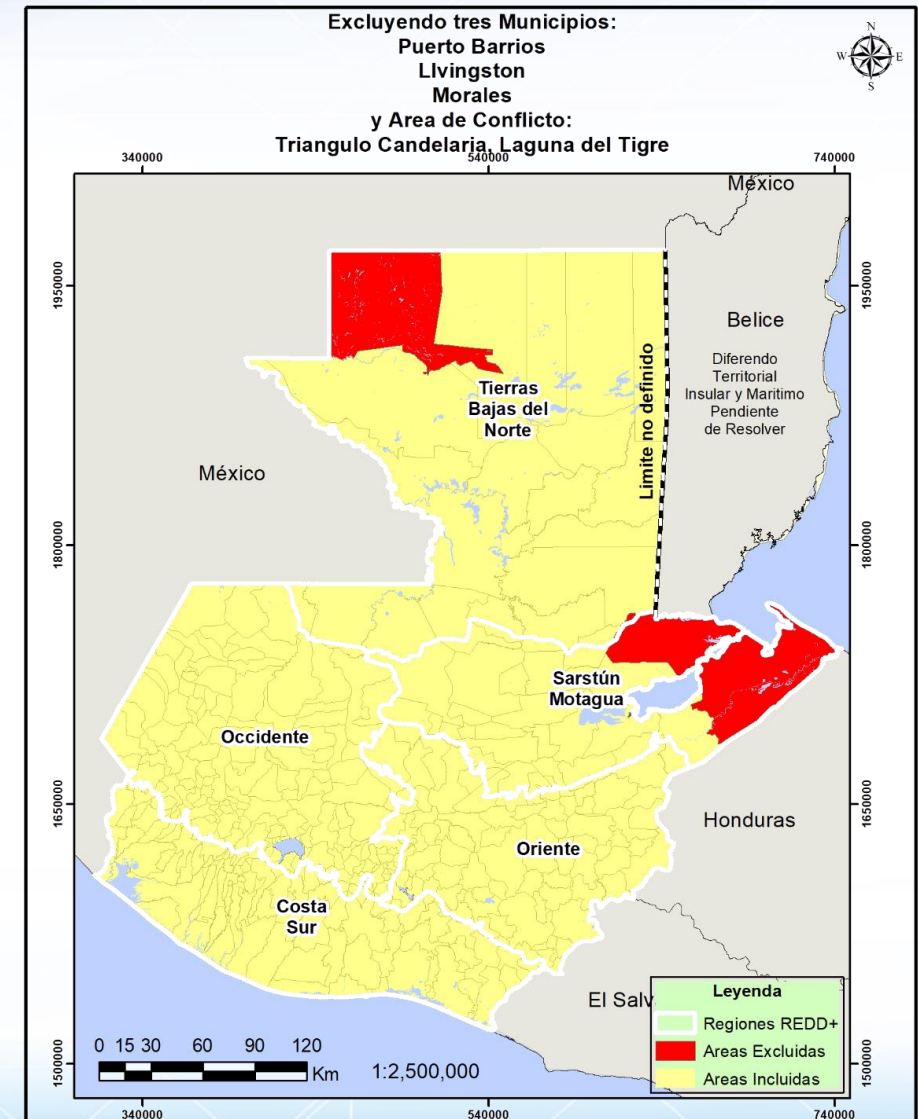 Excluyendo tres Municipios:
Puerto Barrios
LIvingston
Morales
y Area de Conflicto:
Triangulo Candelaria, Laguna del Tigre
N
W
E
S
340000
540000
740000
México
1950000
1950000
Belice
Diferendo
Territorial
Insular y Maritimo
Pendiente
de Resolver
Limite no definido
Tierras
Bajas del
Norte
México
1800000
1800000
Sarstún
Motagua
Occidente
1650000
1650000
Honduras
Oriente
Costa
Sur
El Salv
Leyenda
Regiones REDD+
Areas Excluidas
Areas Incluidas
0 15 30 60 90 120
Km
1:2,500,000
1500000
1500000
340000
540000
740000